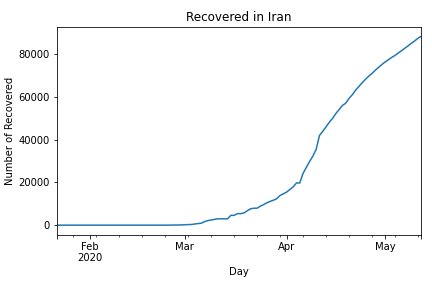 Recovered in Iran
Number of Recovered
80000
60000
40000
20000
0
Feb
2020
Mar
Apr
May
Day